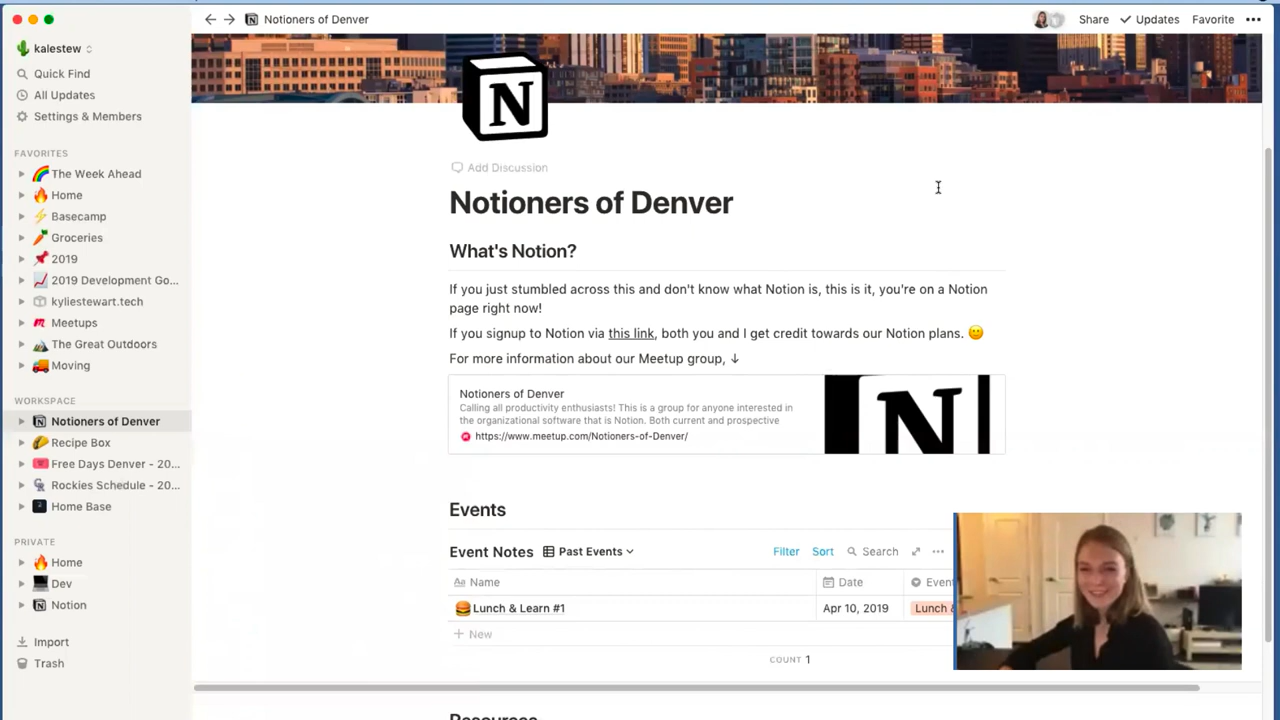 Notioners of Denver
Share
Updates
Favorite
kalestew
Quick Find
All Updates
Settings & Members
FAVORITES
The Week Ahead
Home
Basecamp
Groceries
2019
2019 Development Go...
kyliestewart.tech
Meetups
The Great Outdoors
Moving
WORKSPACE
Notioners of Denver
Recipe Box
Free Days Denver - 20...
Rockies Schedule - 20...
Home Base
PRIVATE
Home
Dev
Notion
Import
Trash
N
Add Discussion
Notioners of Denver
What's Notion?
If you just stumbled across this and don't know what Notion is, this is it, you're on a Notion
page right now!
If you signup to Notion via this link, both you and I get credit towards our Notion plans.
For more information about our Meetup group, ↓
Notioners of Denver
Calling all productivity enthusiasts! This is a group for anyone interested in
the organizational software that is Notion. Both current and prospective
https://www.meetup.com/Notioners-of-Denver/
N
Events
Event Notes
Past Events
Filter
Sort
Search
Aa Name
Date
Even
Lunch & Learn #1
Apr 10, 2019
Lunch
+ New
COUNT 1
Resources